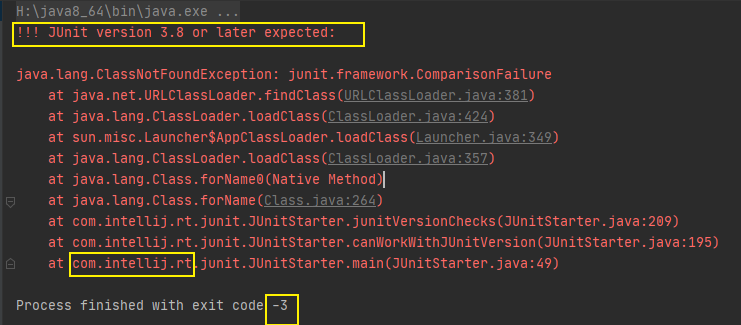 H:\java8_64\bin\java.exe ...
!!! JUnit version 3.8 or later expected:
java.lang.ClassNotFoundException: junit.framework.ComparisonFailure
at java.net.URLClassLoader.findClass(URLClassLoader.java:381)
at java.lang.ClassLoader.loadClass(ClassLoader.java:424)
at sun.misc.Launcher$AppClassLoader.loadClass(Launcher.java:349)
at java.lang.ClassLoader.loadClass(ClassLoader.java:357)
at java.lang.Class.forName0(Native Method)
at java.lang.Class.forName(Class.java:264)
at com.intellij.rt.junit.JUnitStarter.junitVersionChecks(JUnitStarter.java:209)
at com.intellij.rt.junit.JUnitStarter.canWorkWithJUnitVersion(JUnitStarter.java:195)
at com.intellij.rt.junit.JUnitStarter.main(JUnitStarter.java:49)
Process finished with exit code -3